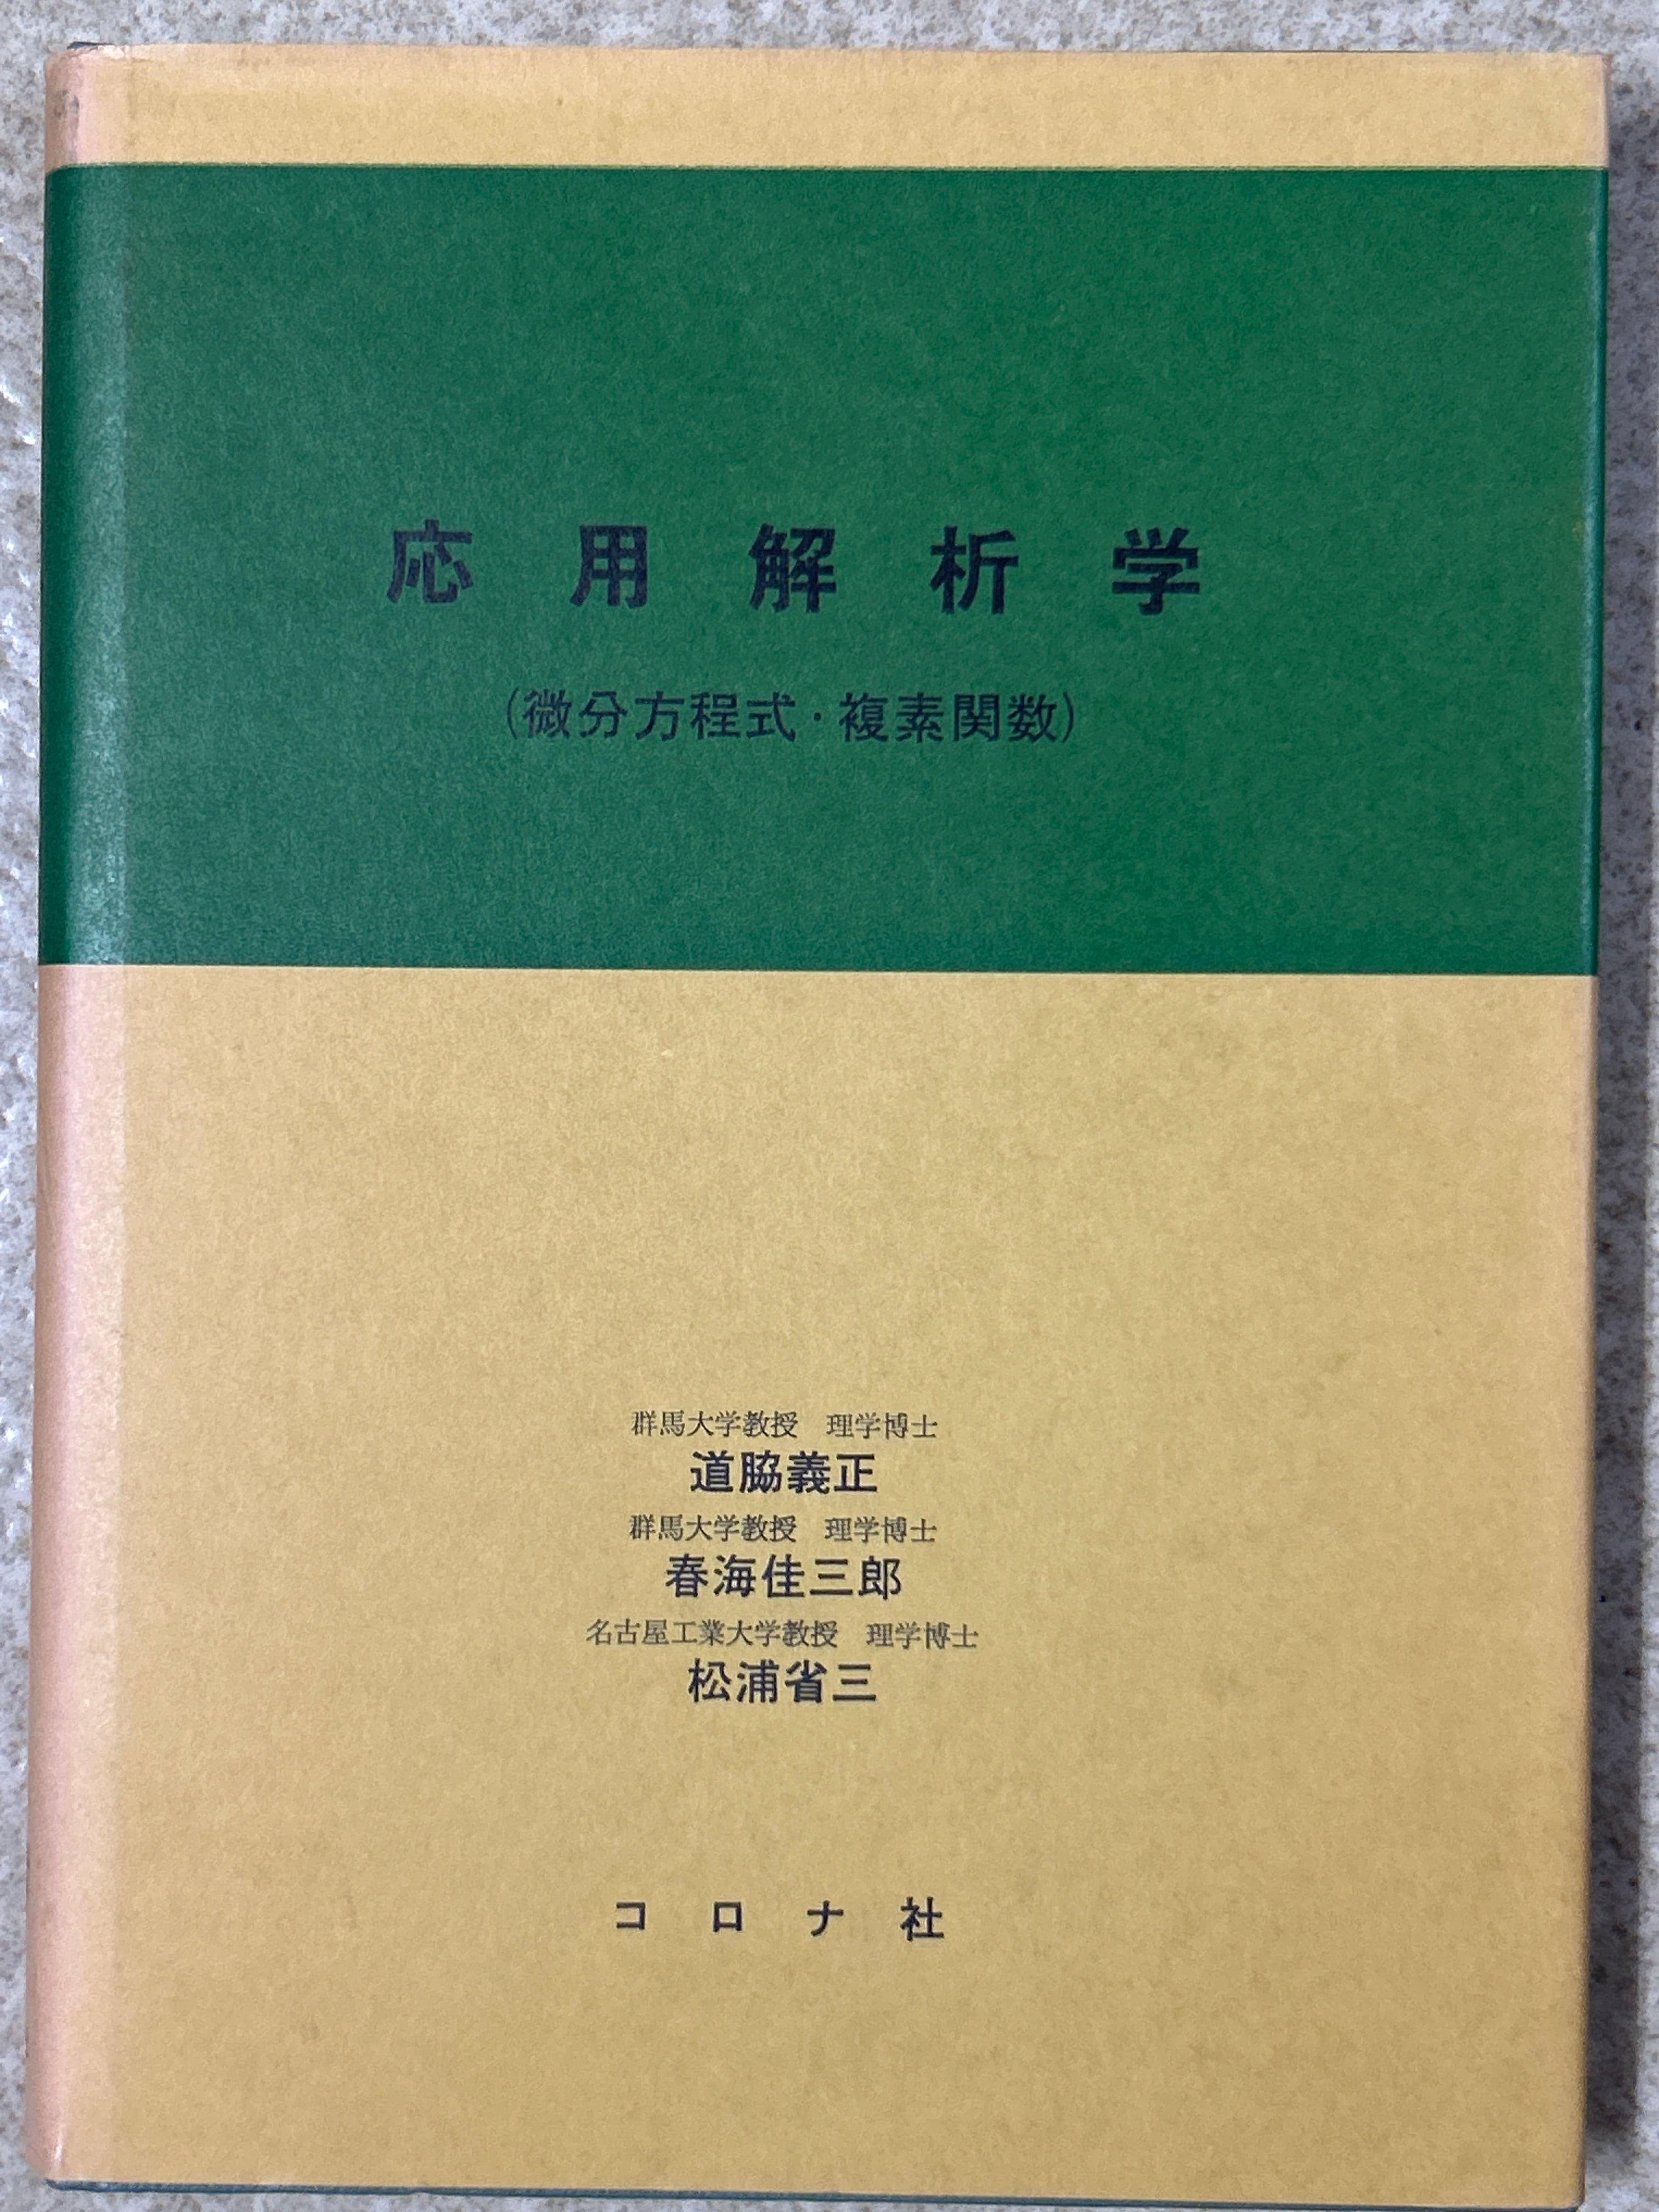 応用解析学
(微分方程式・複素関数)
群馬大学教授 理学博士
道脇義正
群馬大学教授 理学博士
春海佳三郎
名古屋工業大学教授 理学博士
松浦省三
コロナ社